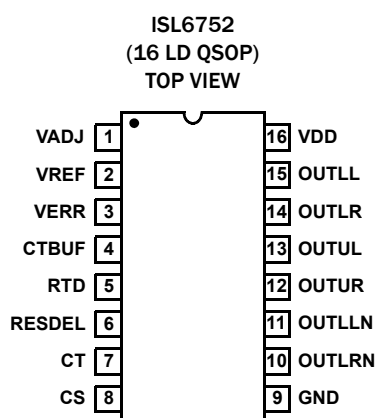 ISL6752
(16 LD QSOP)
TOP VIEW
VADJ 1 16 VDD
VREF 2 15 OUTLL
VERR 3 14 OUTLR
CTBUF 4 13 OUTUL
RTD 5 12 OUTUR
RESDEL 6 11 OUTLLN
CT 7 10 OUTLRN
CS 8 9 GND